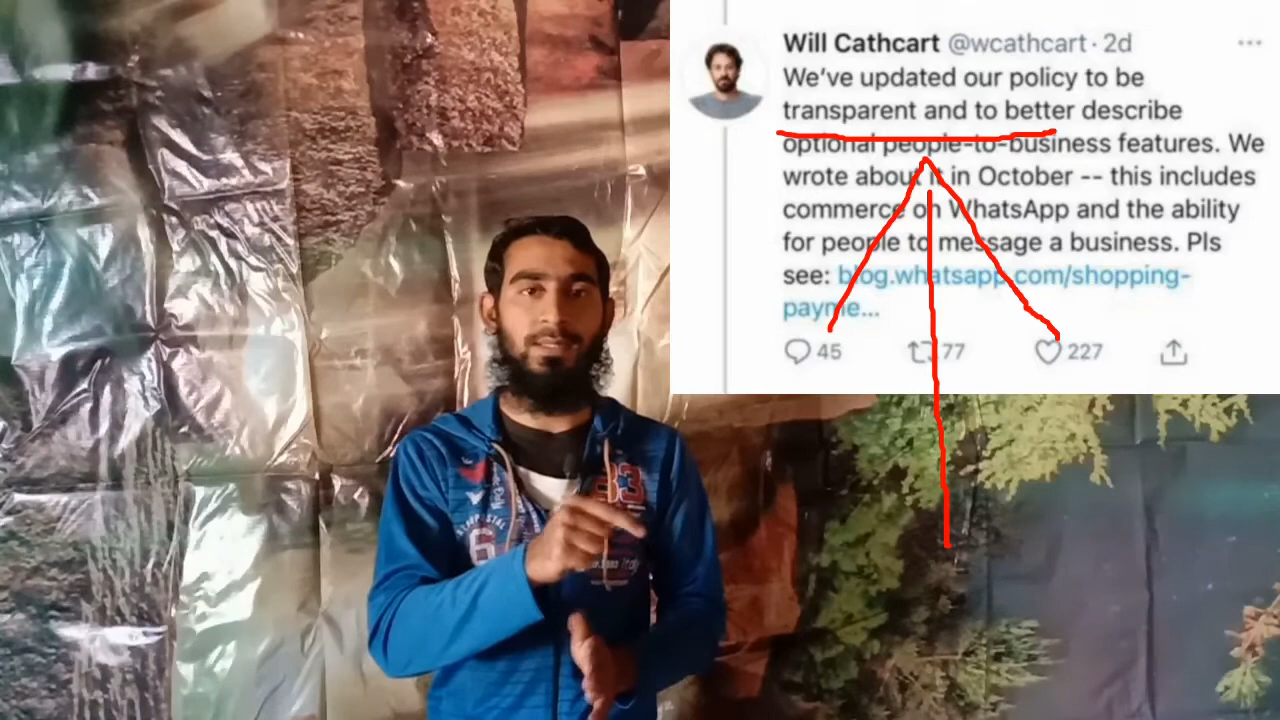 Will Cathcart @wcathcart · 2d
We've updated our policy to be
transparent and to better describe
optional people-to-business features. We
wrote about it in October -- this includes
commerce on WhatsApp and the ability
for people to message a business. Pls
see: blog.whatsapp.com/shopping-
payme...
45 77 227
83
6